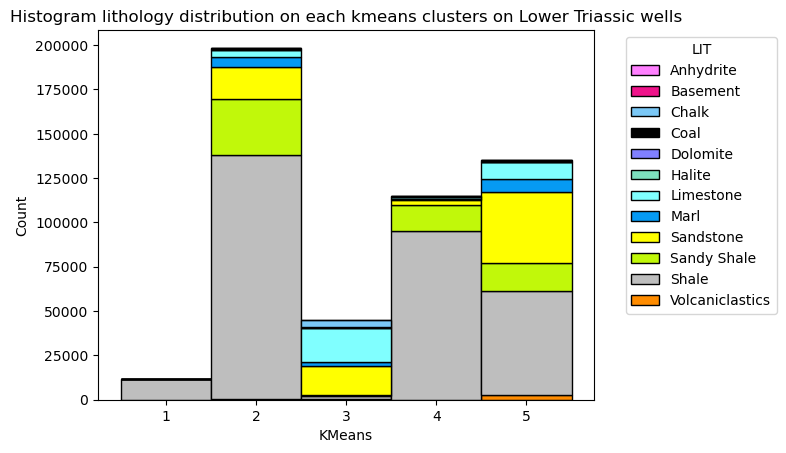 Histogram lithology distribution on each kmeans clusters on Lower Triassic wells
200000
175000
150000
125000
100000
75000
50000
25000
0
Count
1 2 3 4 5
KMeans
LIT
Anhydrite
Basement
Chalk
Coal
Dolomite
Halite
Limestone
Marl
Sandstone
Sandy Shale
Shale
Volcaniclastics